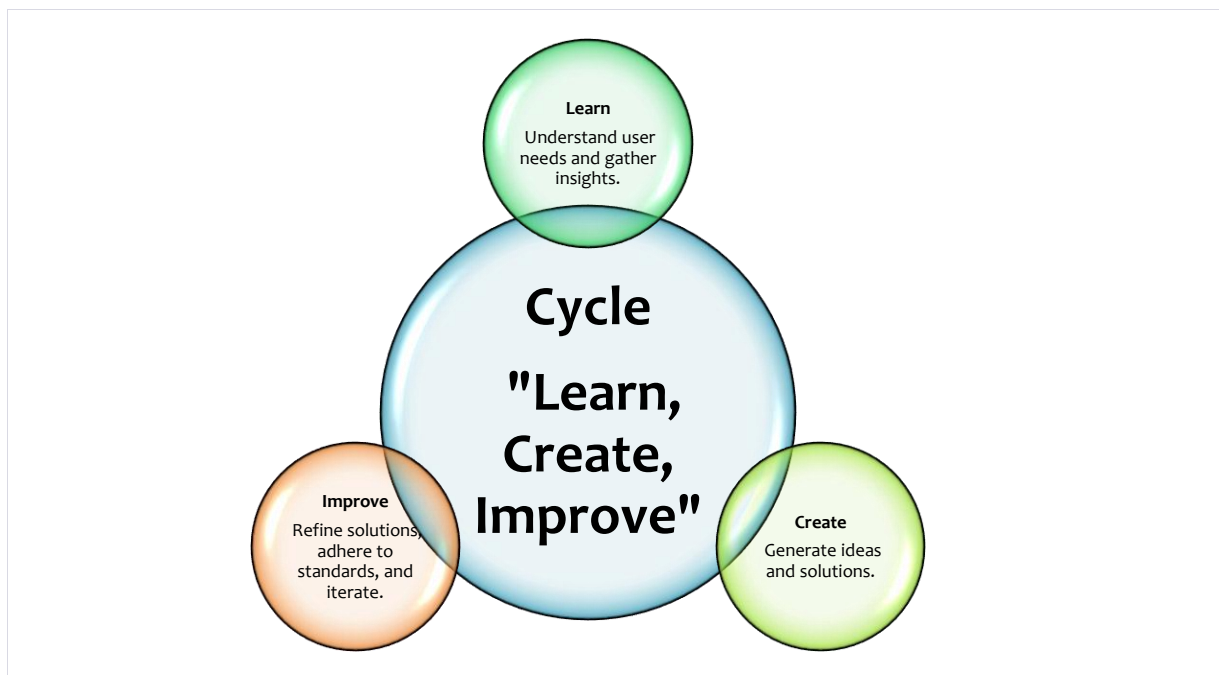 Learn
Understand user
needs and gather
insights.
Cycle
"Learn,
Create,
Improve"
Improve
Refine solutions,
adhere to
standards, and
iterate.
Create
Generate ideas
and solutions.